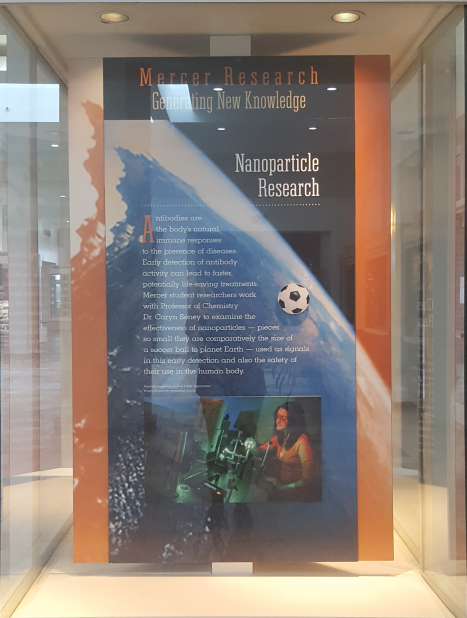 Mercer Research
Generating New Knowledge
Nanoparticle
Research
Antibodies are
the body's natural
immune responses
to the presence of diseases.
Early detection of antibody
activity can lead to faster,
potentially life-saving treatments.
Mercer student researchers work
with Professor of Chemistry
Dr. Caryn Seney to examine the
effectiveness of nanoparticles — pieces
so small they are comparatively the size of
a soccer ball to planet Earth — used as signals
in this early detection and also the safety of
their use in the human body.